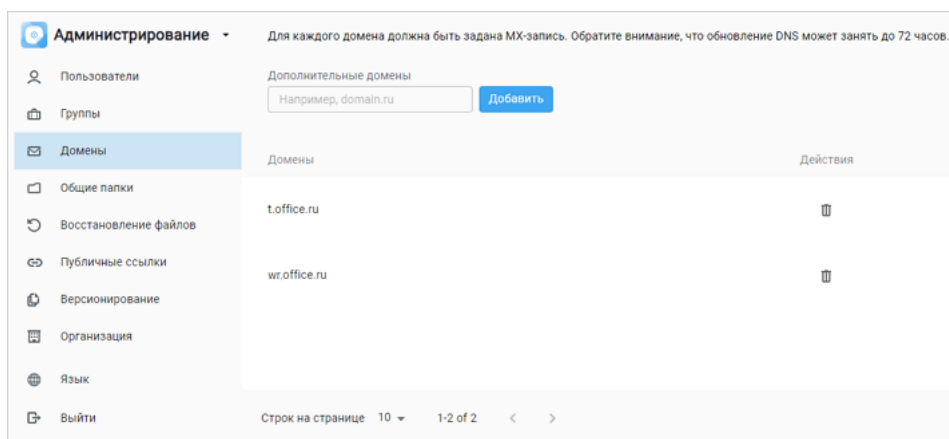 Администрирование
Для каждого домена должна быть задана MX-запись. Обратите внимание, что обновление DNS может занять до 72 часов.
Пользователи
Группы
Домены
Общие папки
Восстановление файлов
Публичные ссылки
Версионирование
Организация
Язык
Выйти
Дополнительные домены
Например, domain.ru
Добавить
Домены Действия
t.office.ru
wr.office.ru
Строк на странице 10 1-2 of 2